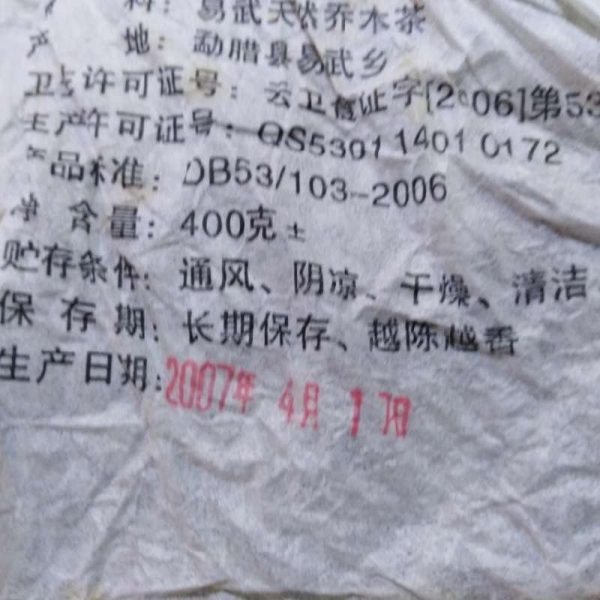 料：易武天然乔木茶
产地：勐腊县易武乡
卫生许可证号：云卫食证字[2006]第53
生产许可证号：QS5301 1401 0172
产品标准：DB53/103-2006
净含量：400克±
贮存条件：通风、阴凉、干燥、清洁
保存期：长期保存、越陈越香
生产日期：2007年 4月 17日